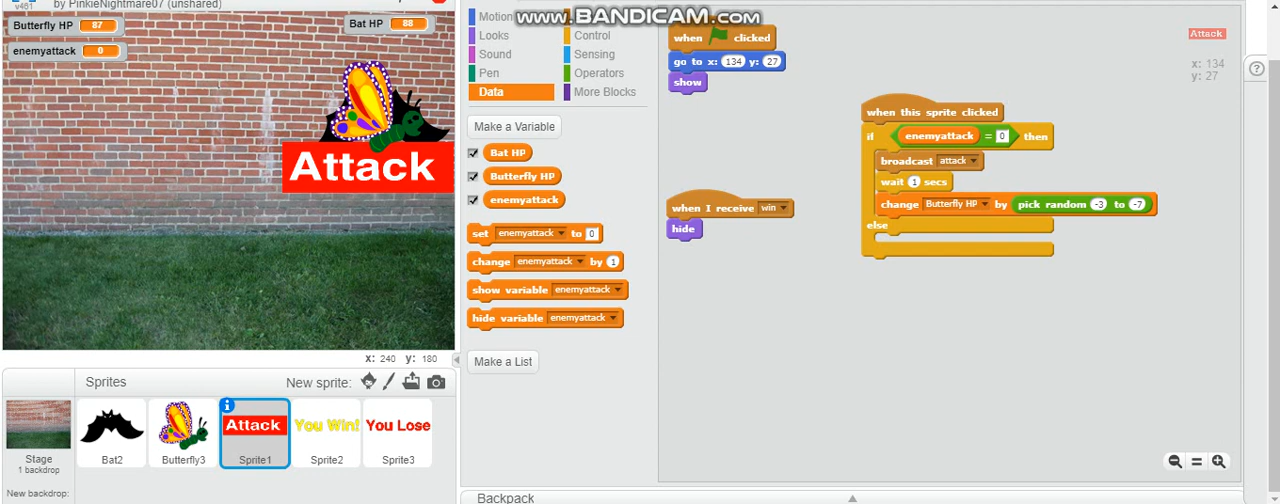 v461
by PinkieNightmare07 (unshared)
www.BANDICAM.com
Butterfly HP 87
Bat HP 88
enemyattack 0
Attack
x: 240 y: 180
Sprites
New sprite:
Stage
1 backdrop
New backdrop:
Bat2
Butterfly3
Attack
Sprite1
You Win!
Sprite2
You Lose
Sprite3
Motion
Looks
Sound
Pen
Data
Control
Sensing
Operators
More Blocks
Make a Variable
Bat HP
Butterfly HP
enemyattack
set enemyattack to 0
change enemyattack by 1
show variable enemyattack
hide variable enemyattack
Make a List
when clicked
go to x: 134 y: 27
show
when I receive win
hide
when this sprite clicked
if enemyattack = 0 then
broadcast attack
wait 1 secs
change Butterfly HP by pick random -3 to -7
else
Attack
x: 134
y: 27
?
Backpack